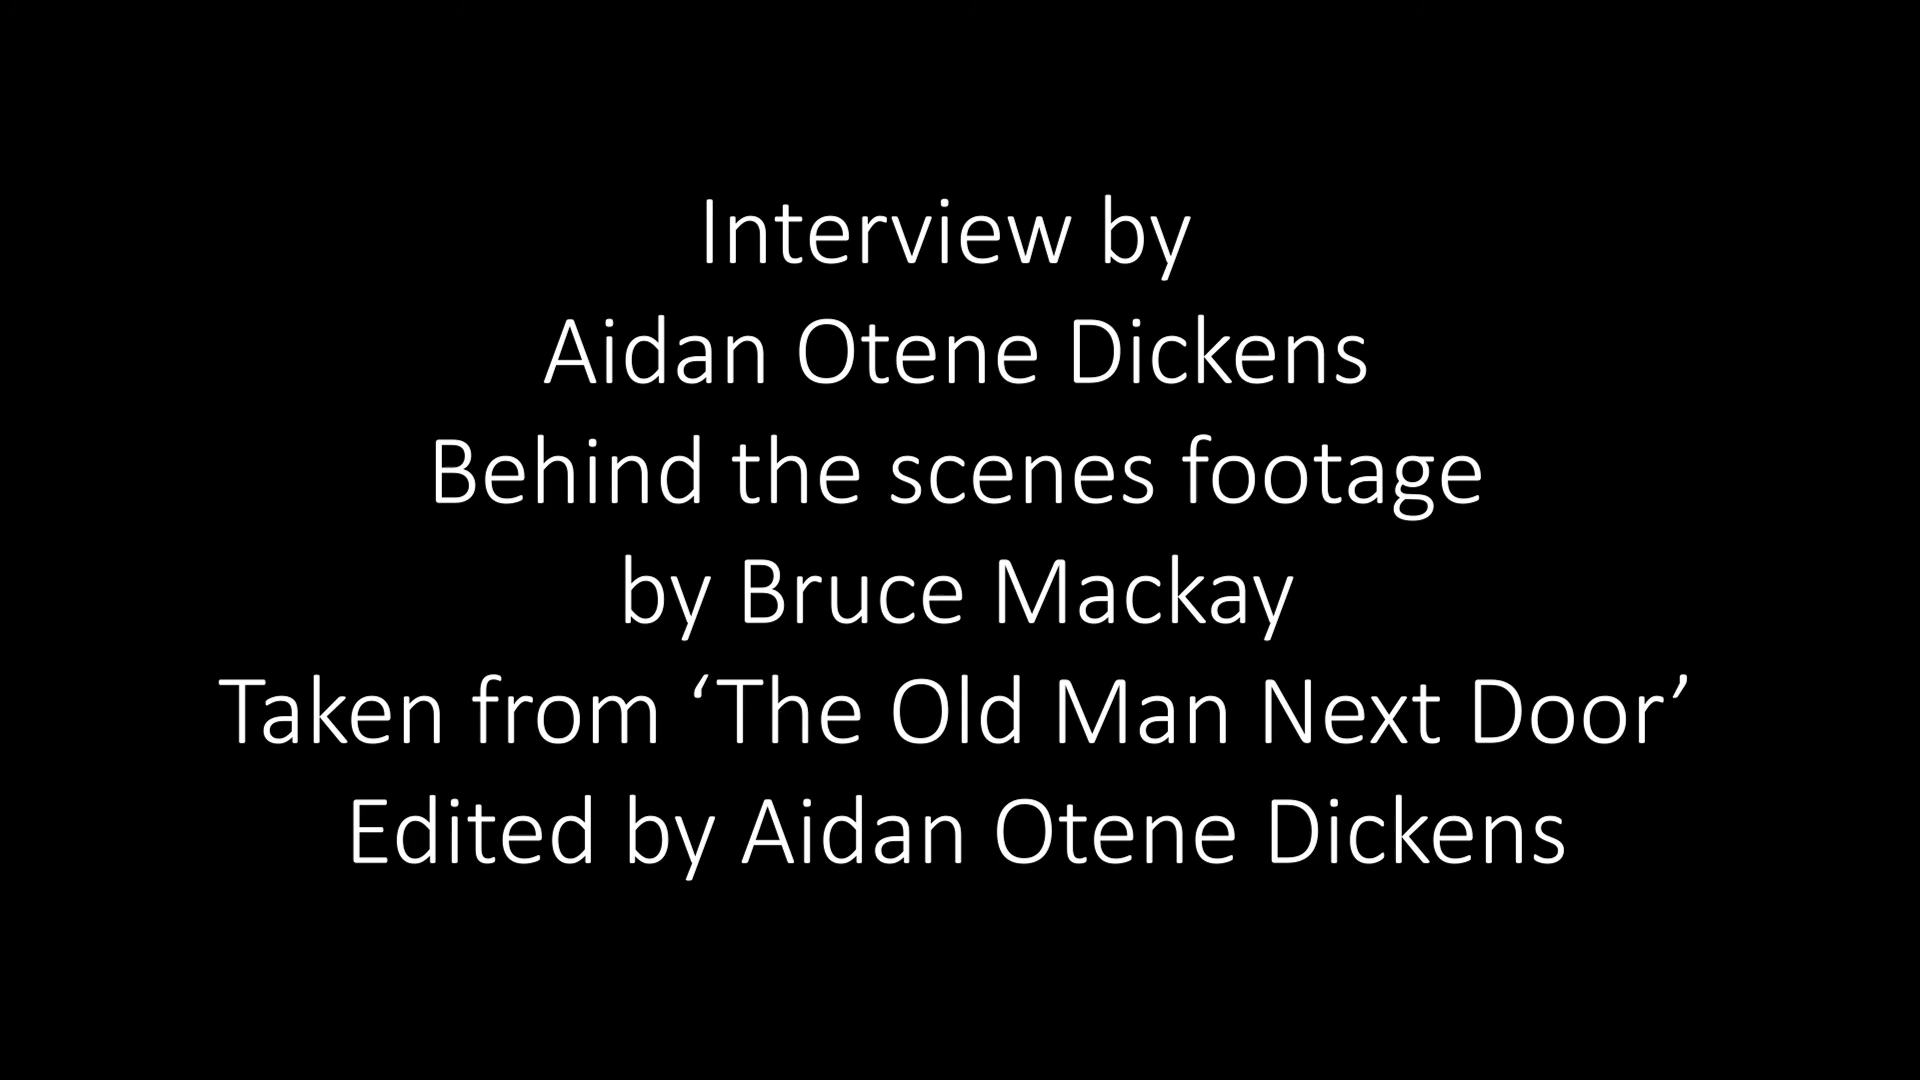 Interview by
Aidan Otene Dickens
Behind the scenes footage
by Bruce Mackay
Taken from ‘The Old Man Next Door’
Edited by Aidan Otene Dickens